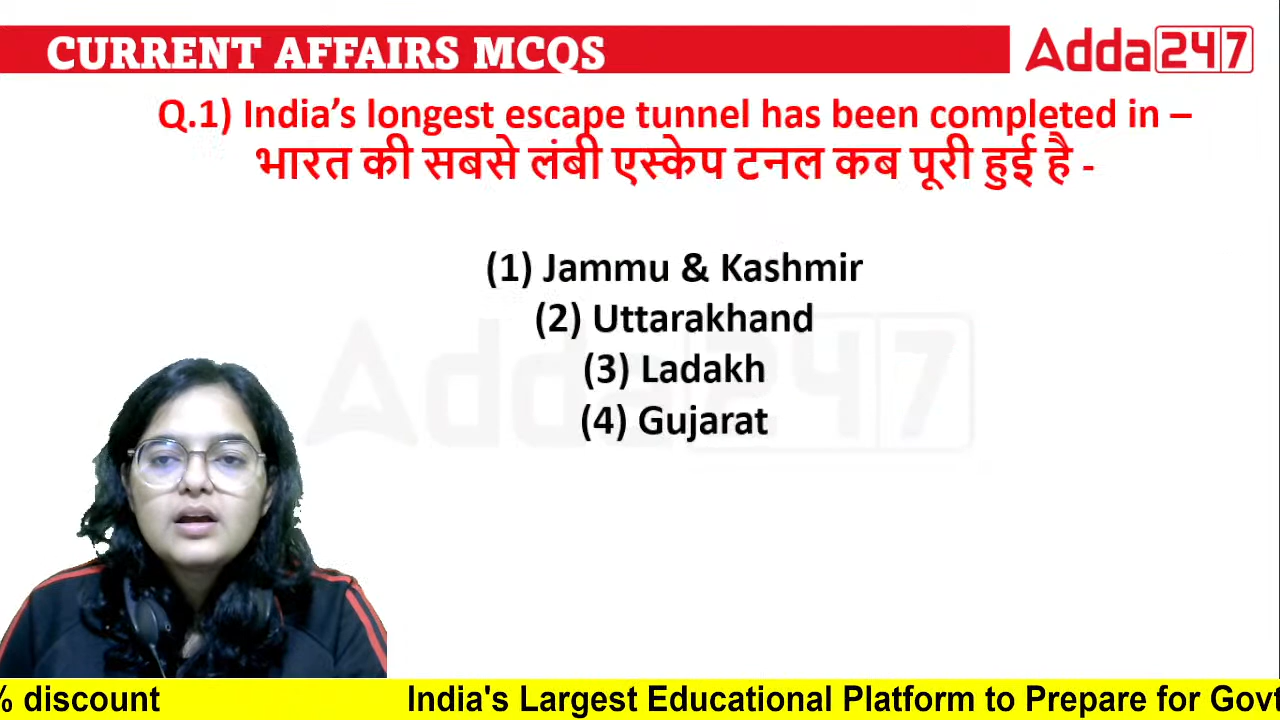 CURRENT AFFAIRS MCQS
Adda247
Q.1) India’s longest escape tunnel has been completed in –
भारत की सबसे लंबी एस्केप टनल कब पूरी हुई है -
(1) Jammu & Kashmir
(2) Uttarakhand
(3) Ladakh
(4) Gujarat
Adda247
% discount India's Largest Educational Platform to Prepare for Govt